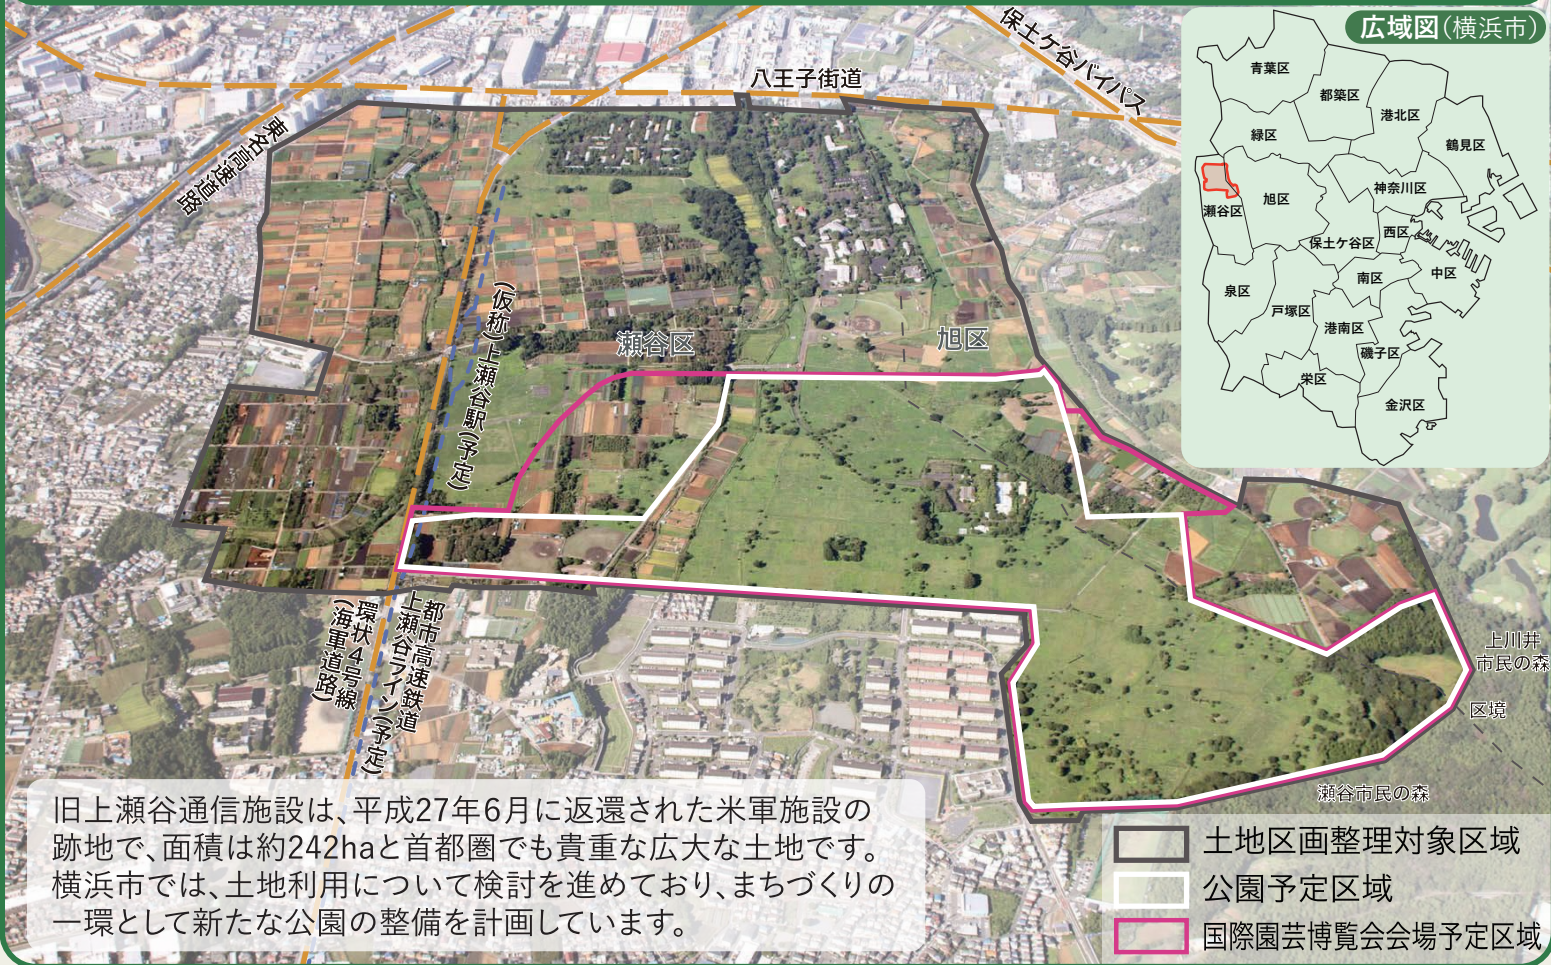 広域図(横浜市)
保土ケ谷バイパス
八王子街道
東名高速道路
青葉区
都築区
港北区
緑区
鶴見区
神奈川区
旭区
瀬谷区
西区
保土ケ谷区
中区
南区
泉区
戸塚区
港南区
磯子区
栄区
金沢区
瀬谷区
旭区
(仮称)上瀬谷駅(予定)
都市高速鉄道
上瀬谷ライン(予定)
環状4号線
(海軍道路)
上川井
市民の森
区境
瀬谷市民の森
旧上瀬谷通信施設は、平成27年6月に返還された米軍施設の
跡地で、面積は約242haと首都圏でも貴重な広大な土地です。
横浜市では、土地利用について検討を進めており、まちづくりの
一環として新たな公園の整備を計画しています。
土地区画整理対象区域
公園予定区域
国際園芸博覧会会場予定区域